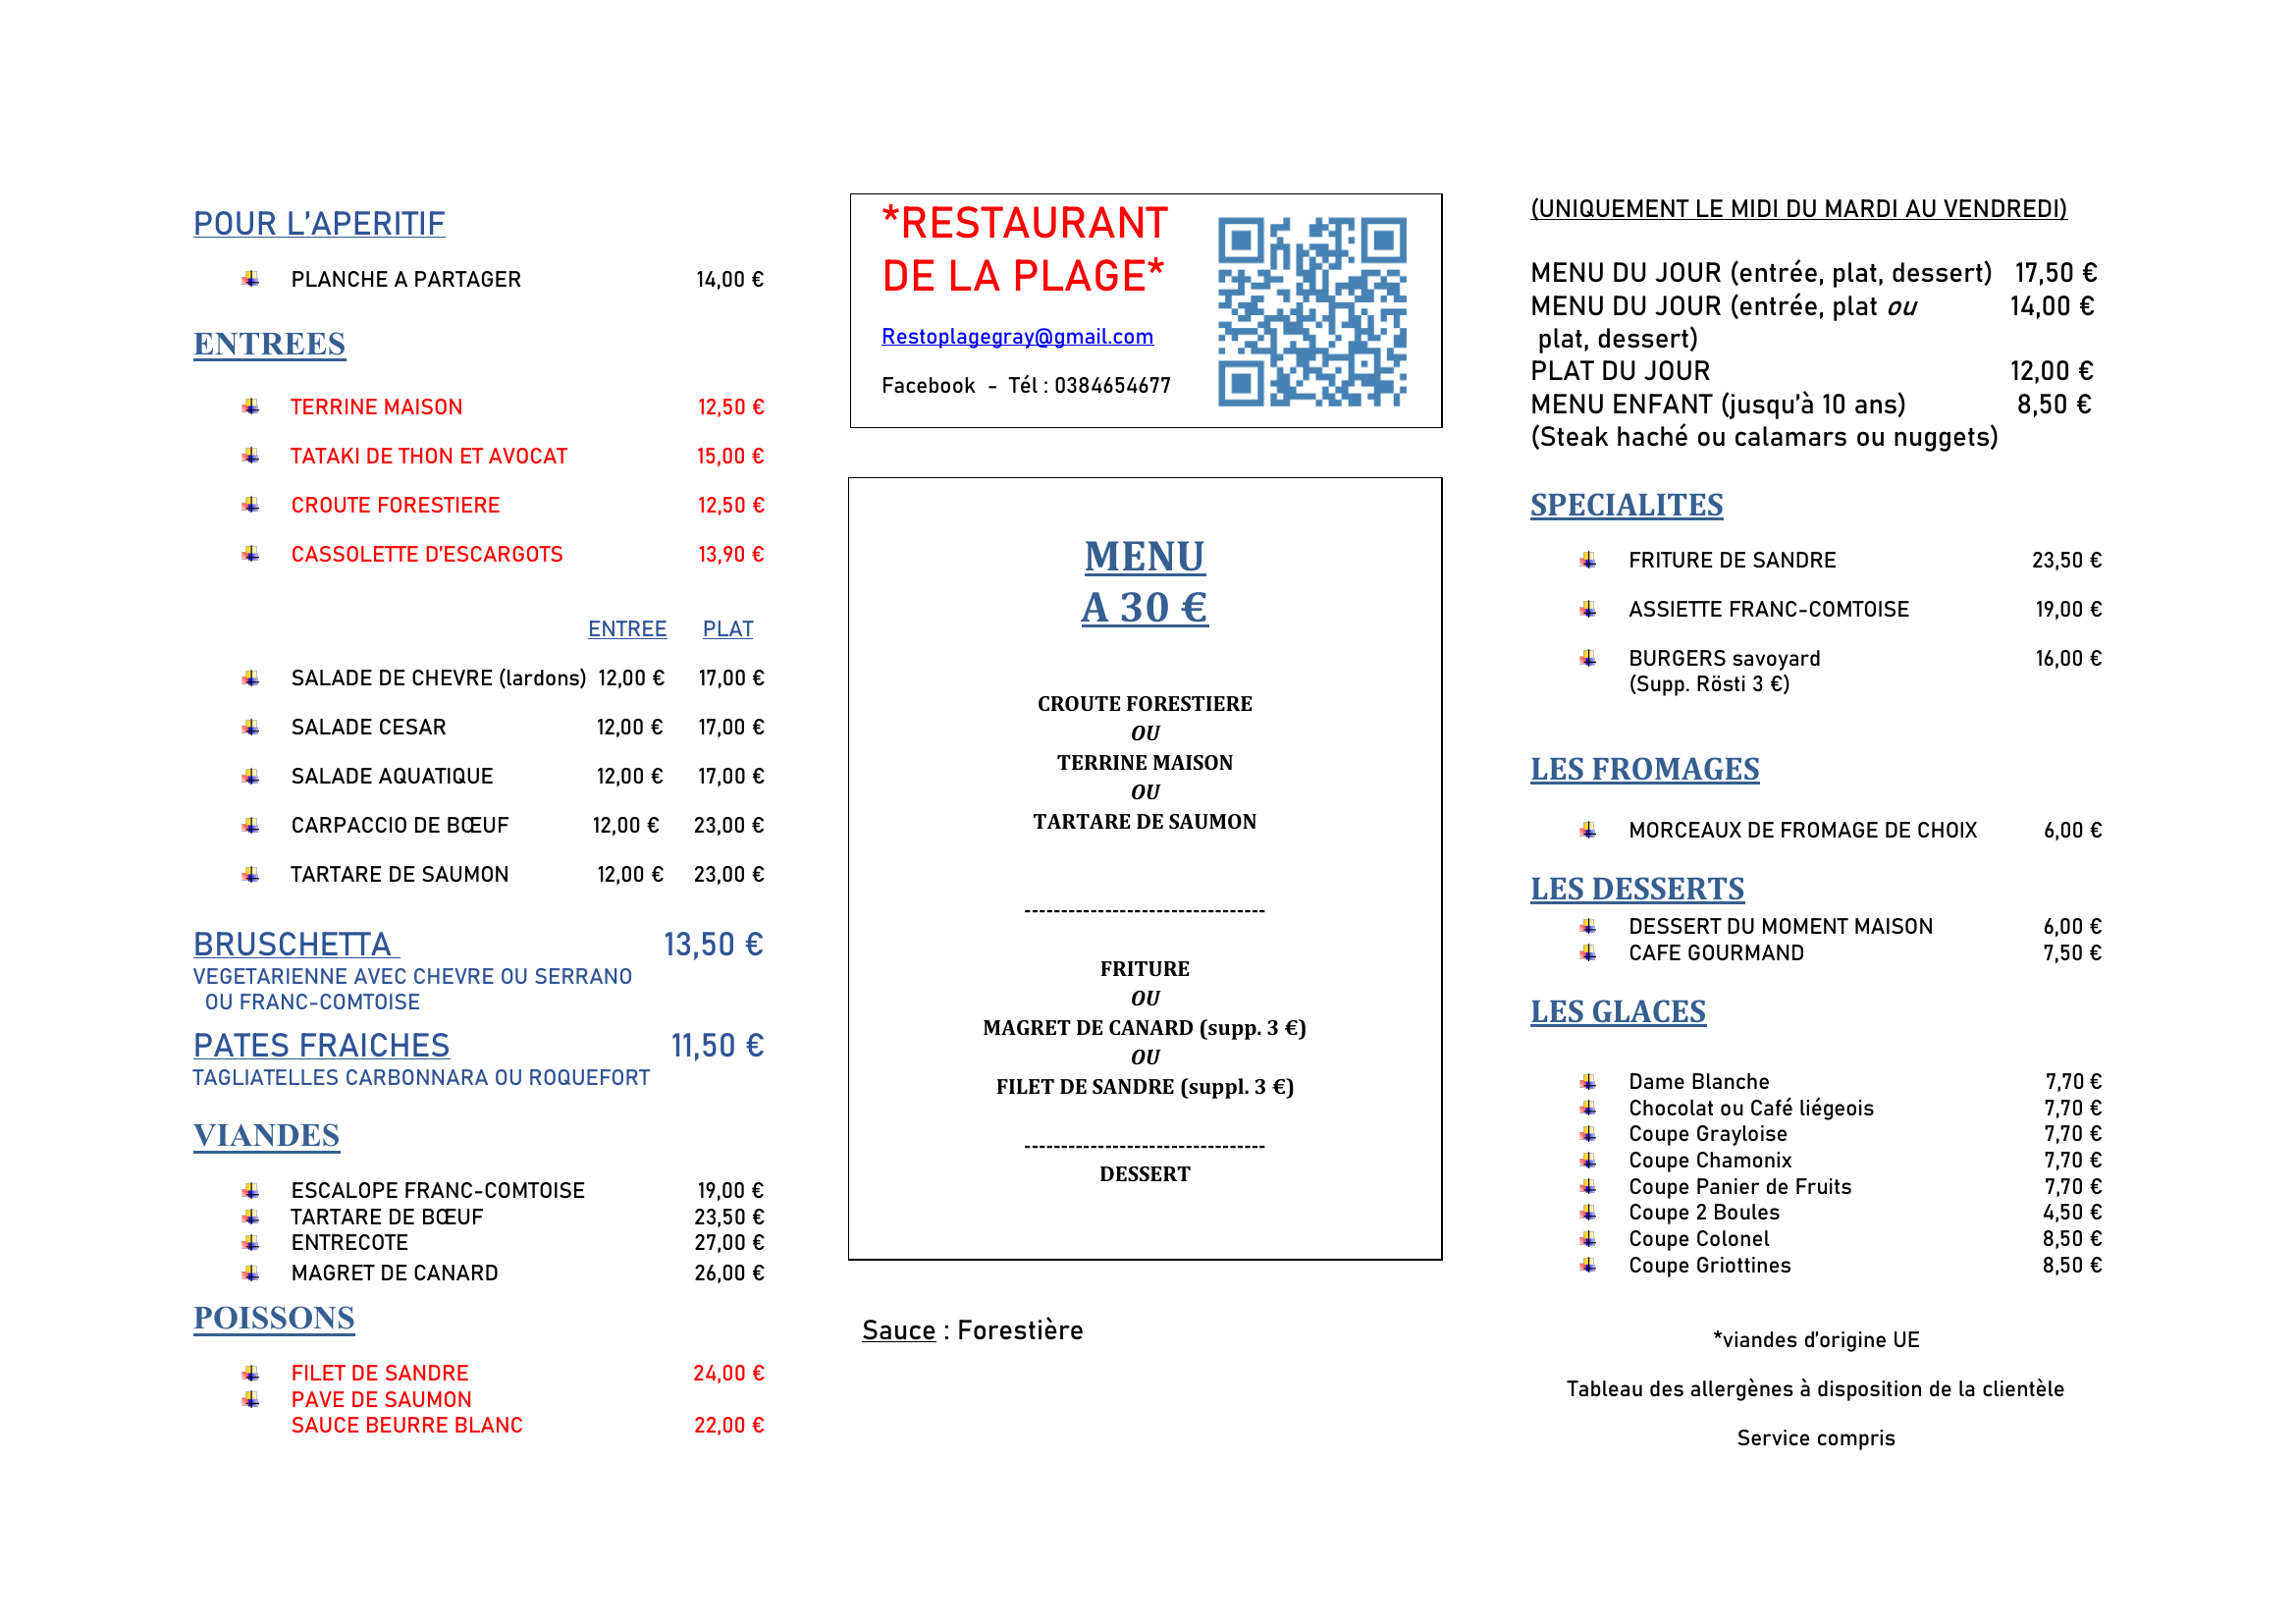 POUR L'APERITIF
PLANCHE A PARTAGER 14,00 €
ENTREES
TERRINE MAISON 12,50 €
TATAKI DE THON ET AVOCAT 15,00 €
CROUTE FORESTIERE 12,50 €
CASSOLETTE D'ESCARGOTS 13,90 €
ENTREE PLAT
SALADE DE CHEVRE (lardons) 12,00 € 17,00 €
SALADE CESAR 12,00 € 17,00 €
SALADE AQUATIQUE 12,00 € 17,00 €
CARPACCIO DE BŒUF 12,00 € 23,00 €
TARTARE DE SAUMON 12,00 € 23,00 €
BRUSCHETTA 13,50 €
VEGETARIENNE AVEC CHEVRE OU SERRANO
OU FRANC-COMTOISE
PATES FRAICHES 11,50 €
TAGLIATELLES CARBONNARA OU ROQUEFORT
VIANDES
ESCALOPE FRANC-COMTOISE 19,00 €
TARTARE DE BŒUF 23,50 €
ENTRECOTE 27,00 €
MAGRET DE CANARD 26,00 €
POISSONS
FILET DE SANDRE 24,00 €
PAVE DE SAUMON
SAUCE BEURRE BLANC 22,00 €
*RESTAURANT
DE LA PLAGE*
Restoplagegray@gmail.com
Facebook - Tél : 0384654677
MENU
A 30 €
CROUTE FORESTIERE
OU
TERRINE MAISON
OU
TARTARE DE SAUMON
---------------------------------
FRITURE
OU
MAGRET DE CANARD (supp. 3 €)
OU
FILET DE SANDRE (suppl. 3 €)
---------------------------------
DESSERT
Sauce : Forestière
(UNIQUEMENT LE MIDI DU MARDI AU VENDREDI)
MENU DU JOUR (entrée, plat, dessert) 17,50 €
MENU DU JOUR (entrée, plat ou 14,00 €
plat, dessert)
PLAT DU JOUR 12,00 €
MENU ENFANT (jusqu'à 10 ans) 8,50 €
(Steak haché ou calamars ou nuggets)
SPECIALITES
FRITURE DE SANDRE 23,50 €
ASSIETTE FRANC-COMTOISE 19,00 €
BURGERS savoyard 16,00 €
(Supp. Rösti 3 €)
LES FROMAGES
MORCEAUX DE FROMAGE DE CHOIX 6,00 €
LES DESSERTS
DESSERT DU MOMENT MAISON 6,00 €
CAFE GOURMAND 7,50 €
LES GLACES
Dame Blanche 7,70 €
Chocolat ou Café liégeois 7,70 €
Coupe Grayloise 7,70 €
Coupe Chamonix 7,70 €
Coupe Panier de Fruits 7,70 €
Coupe 2 Boules 4,50 €
Coupe Colonel 8,50 €
Coupe Griottines 8,50 €
*viandes d'origine UE
Tableau des allergènes à disposition de la clientèle
Service compris